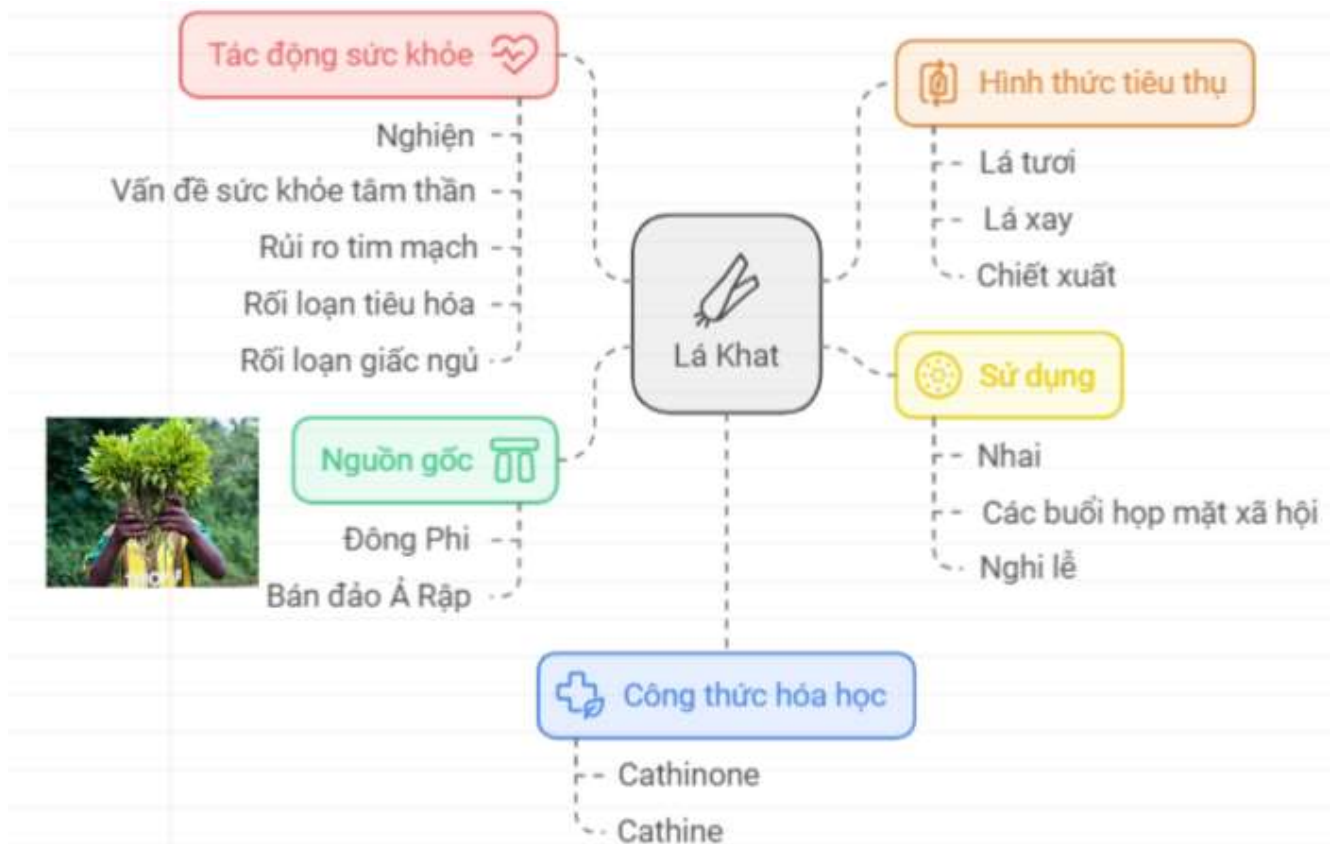 Tác động sức khỏe
Nghiện
Vấn đề sức khỏe tâm thần
Rủi ro tim mạch
Rối loạn tiêu hóa
Rối loạn giấc ngủ
Nguồn gốc
Đông Phi
Bán đảo Ả Rập
Lá Khat
Hình thức tiêu thụ
Lá tươi
Lá xay
Chiết xuất
Sử dụng
Nhai
Các buổi họp mặt xã hội
Nghi lễ
Công thức hóa học
Cathinone
Cathine